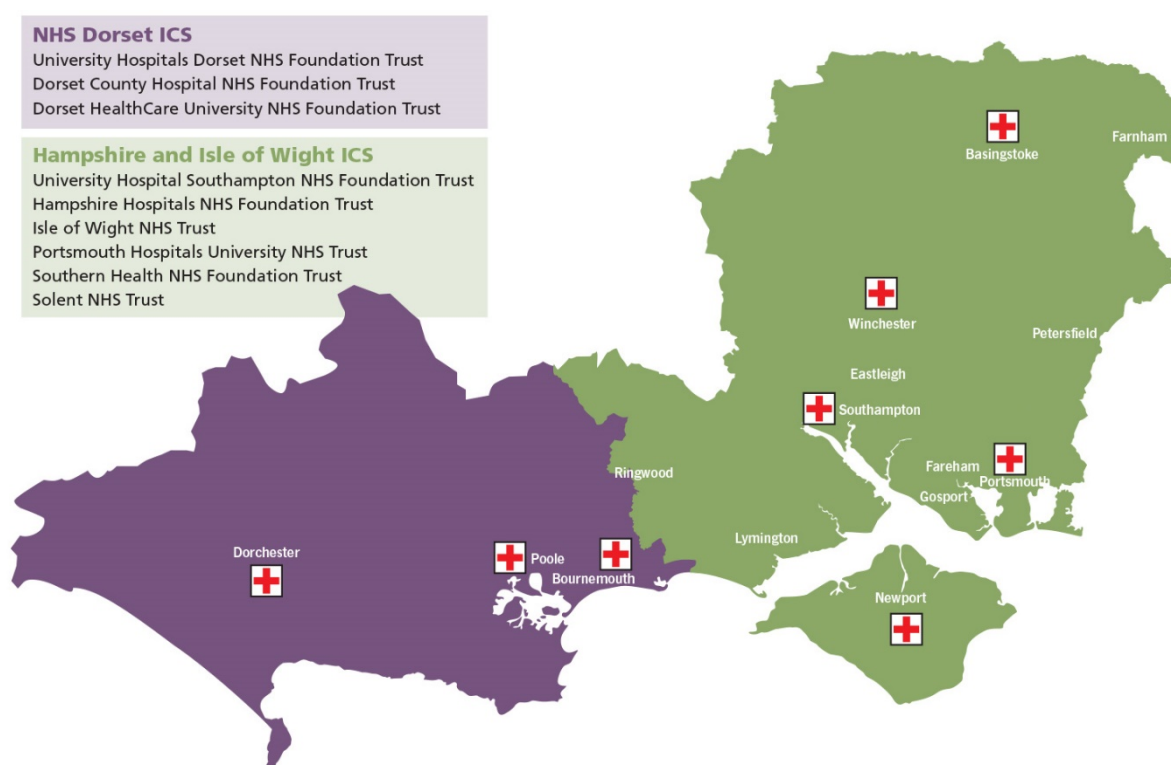 NHS Dorset ICS
University Hospitals Dorset NHS Foundation Trust
Dorset County Hospital NHS Foundation Trust
Dorset HealthCare University NHS Foundation Trust
Hampshire and Isle of Wight ICS
University Hospital Southampton NHS Foundation Trust
Hampshire Hospitals NHS Foundation Trust
Isle of Wight NHS Trust
Portsmouth Hospitals University NHS Trust
Southern Health NHS Foundation Trust
Solent NHS Trust
Farnham
Basingstoke
Winchester
Petersfield
Eastleigh
Southampton
Fareham
Ringwood
Portsmouth
Gosport
Lymington
Dorchester
Poole
Bournemouth
Newport